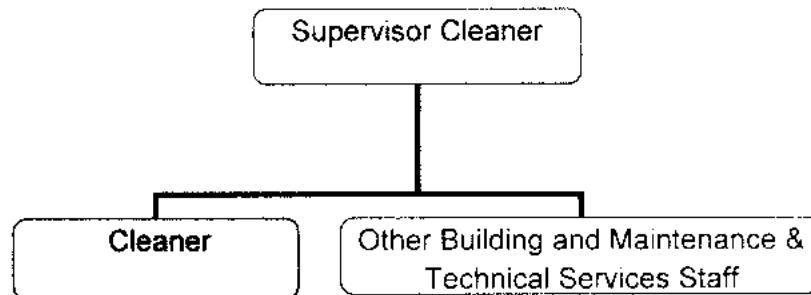 Supervisor Cleaner
Cleaner
Other Building and Maintenance &
Technical Services Staff